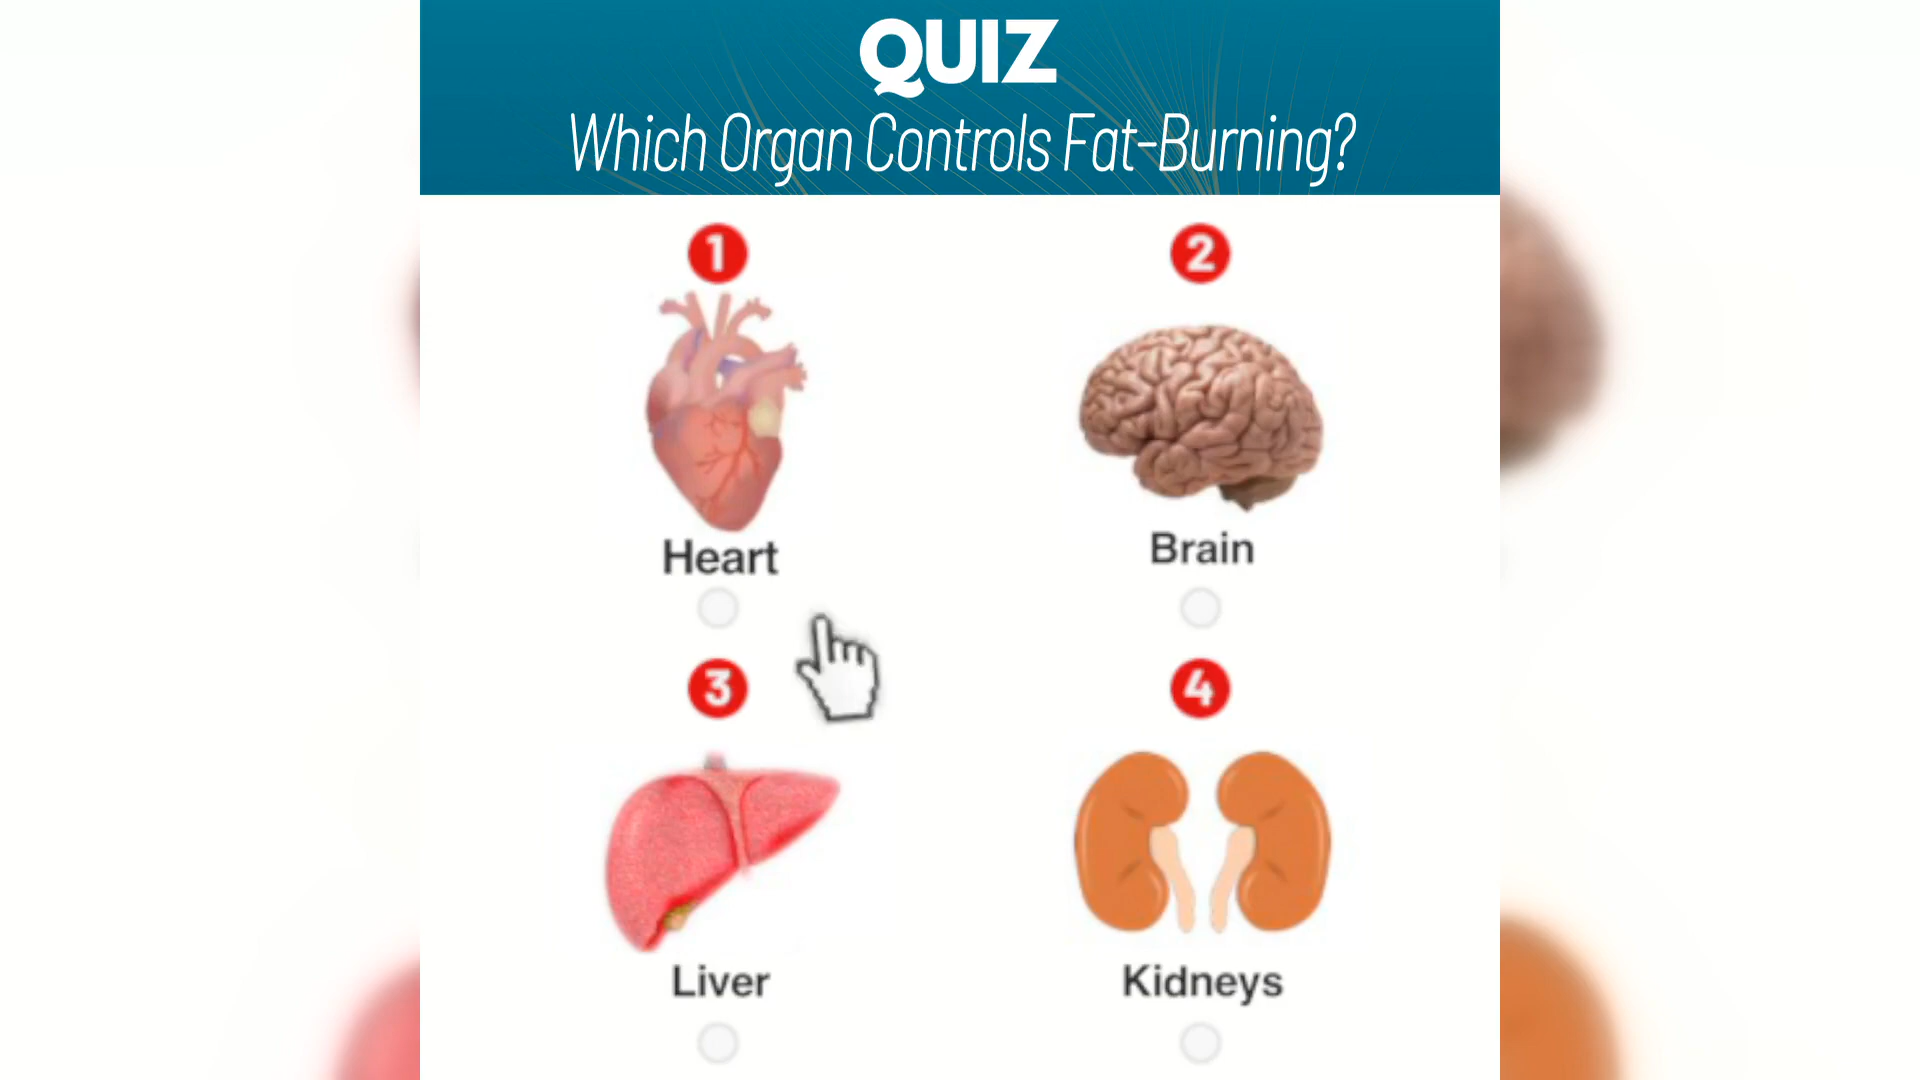 QUIZ
Which Organ Controls Fat-Burning?
1
2
Heart
Brain
3
4
Liver
Kidneys